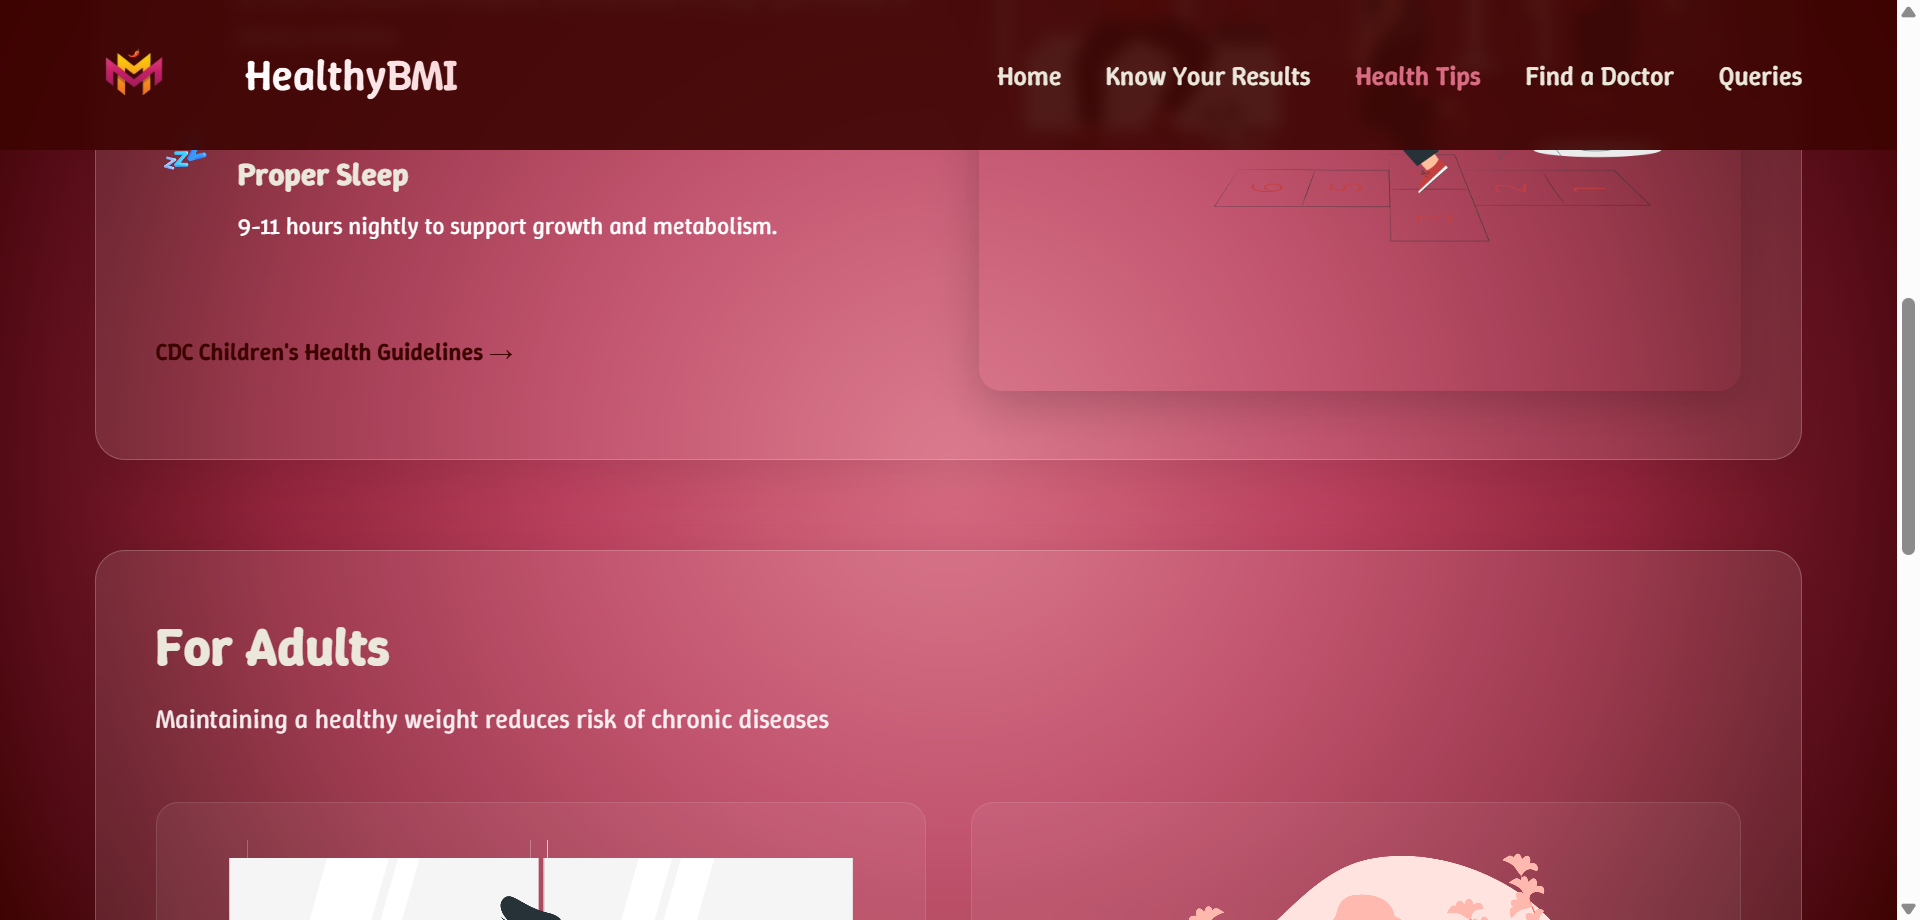 HealthyBMI
Home
Know Your Results
Health Tips
Find a Doctor
Queries
Proper Sleep
9-11 hours nightly to support growth and metabolism.
CDC Children's Health Guidelines →
For Adults
Maintaining a healthy weight reduces risk of chronic diseases